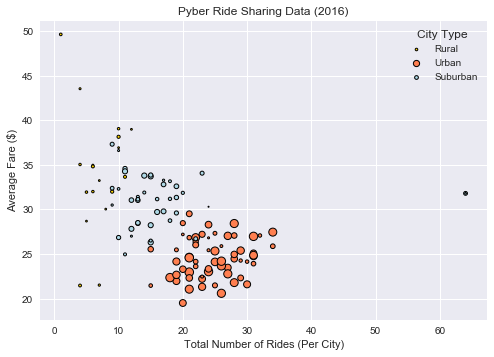 Pyber Ride Sharing Data (2016)
City Type
Rural
Urban
Suburban
Average Fare ($)
50
45
40
35
30
25
20
0 10 20 30 40 50 60
Total Number of Rides (Per City)